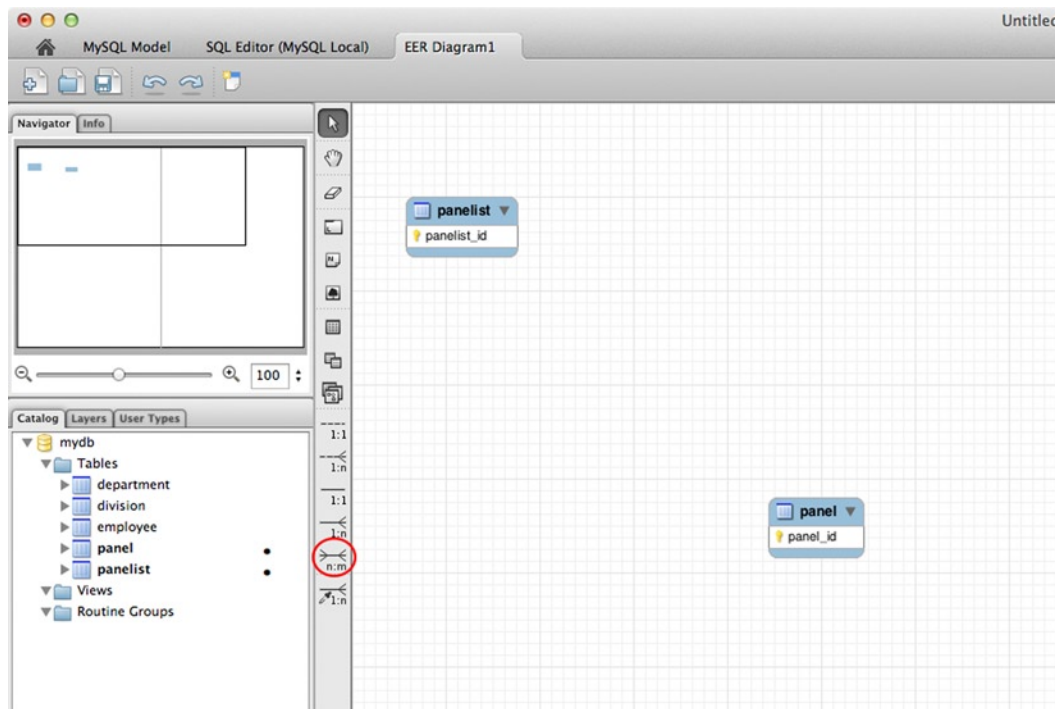 Untitled
MySQL Model SQL Editor (MySQL Local) EER Diagram1
Navigator Info
100
Catalog Layers User Types
mydb
Tables
department
division
employee
panel
panelist
Views
Routine Groups
1:1
1:n
1:1
1:n
n:m
1:n
panelist
panelist_id
panel
panel_id